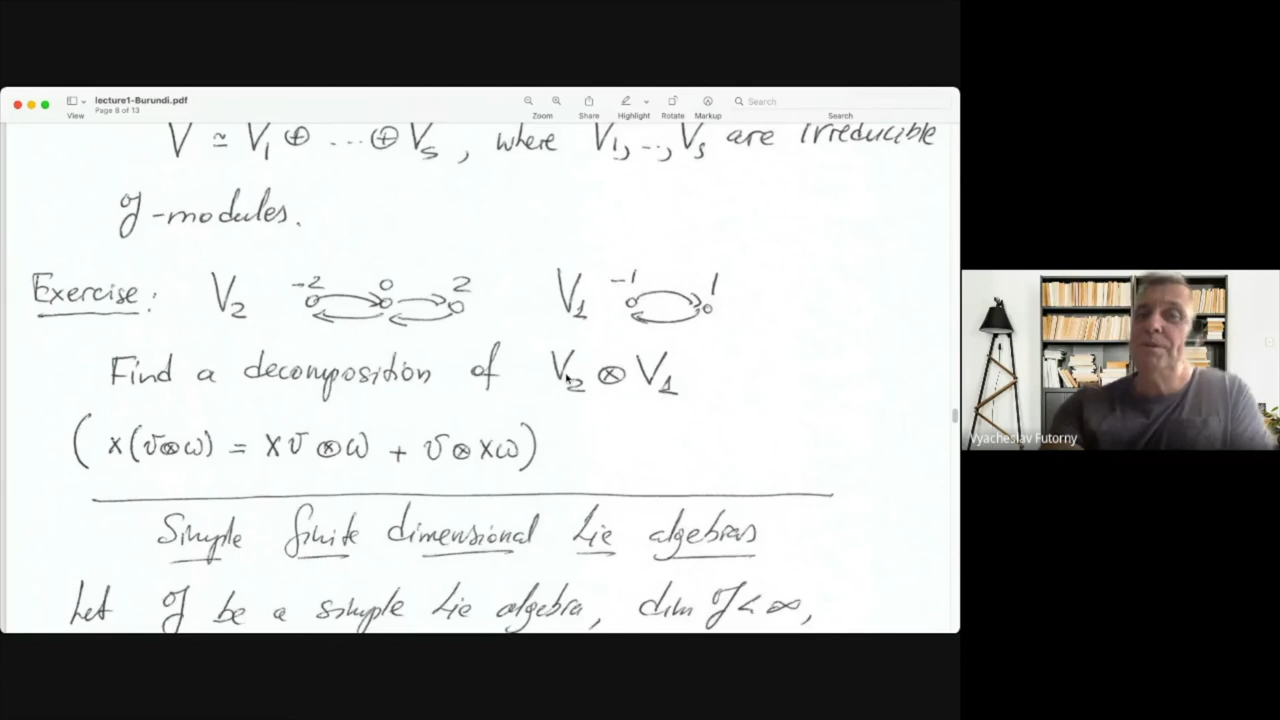 lecture1-Burundi.pdf
Page 8 of 13
View
Zoom
Share
Highlight
Rotate
Markup
Search
Search
V ≃ V₁ ⊕ ... ⊕ Vₛ, where V₁, .., Vₛ are irreducible
𝔤-modules.
Exercise: V₂ -2 0 2 V₁ -1 1
Find a decomposition of V₂ ⊗ V₁
(x(v⊗w) = xv⊗w + v⊗xw)
Simple finite dimensional Lie algebras
Let 𝔤 be a simple Lie algebra, dim 𝔤 < ∞,
Vyacheslav Futorny